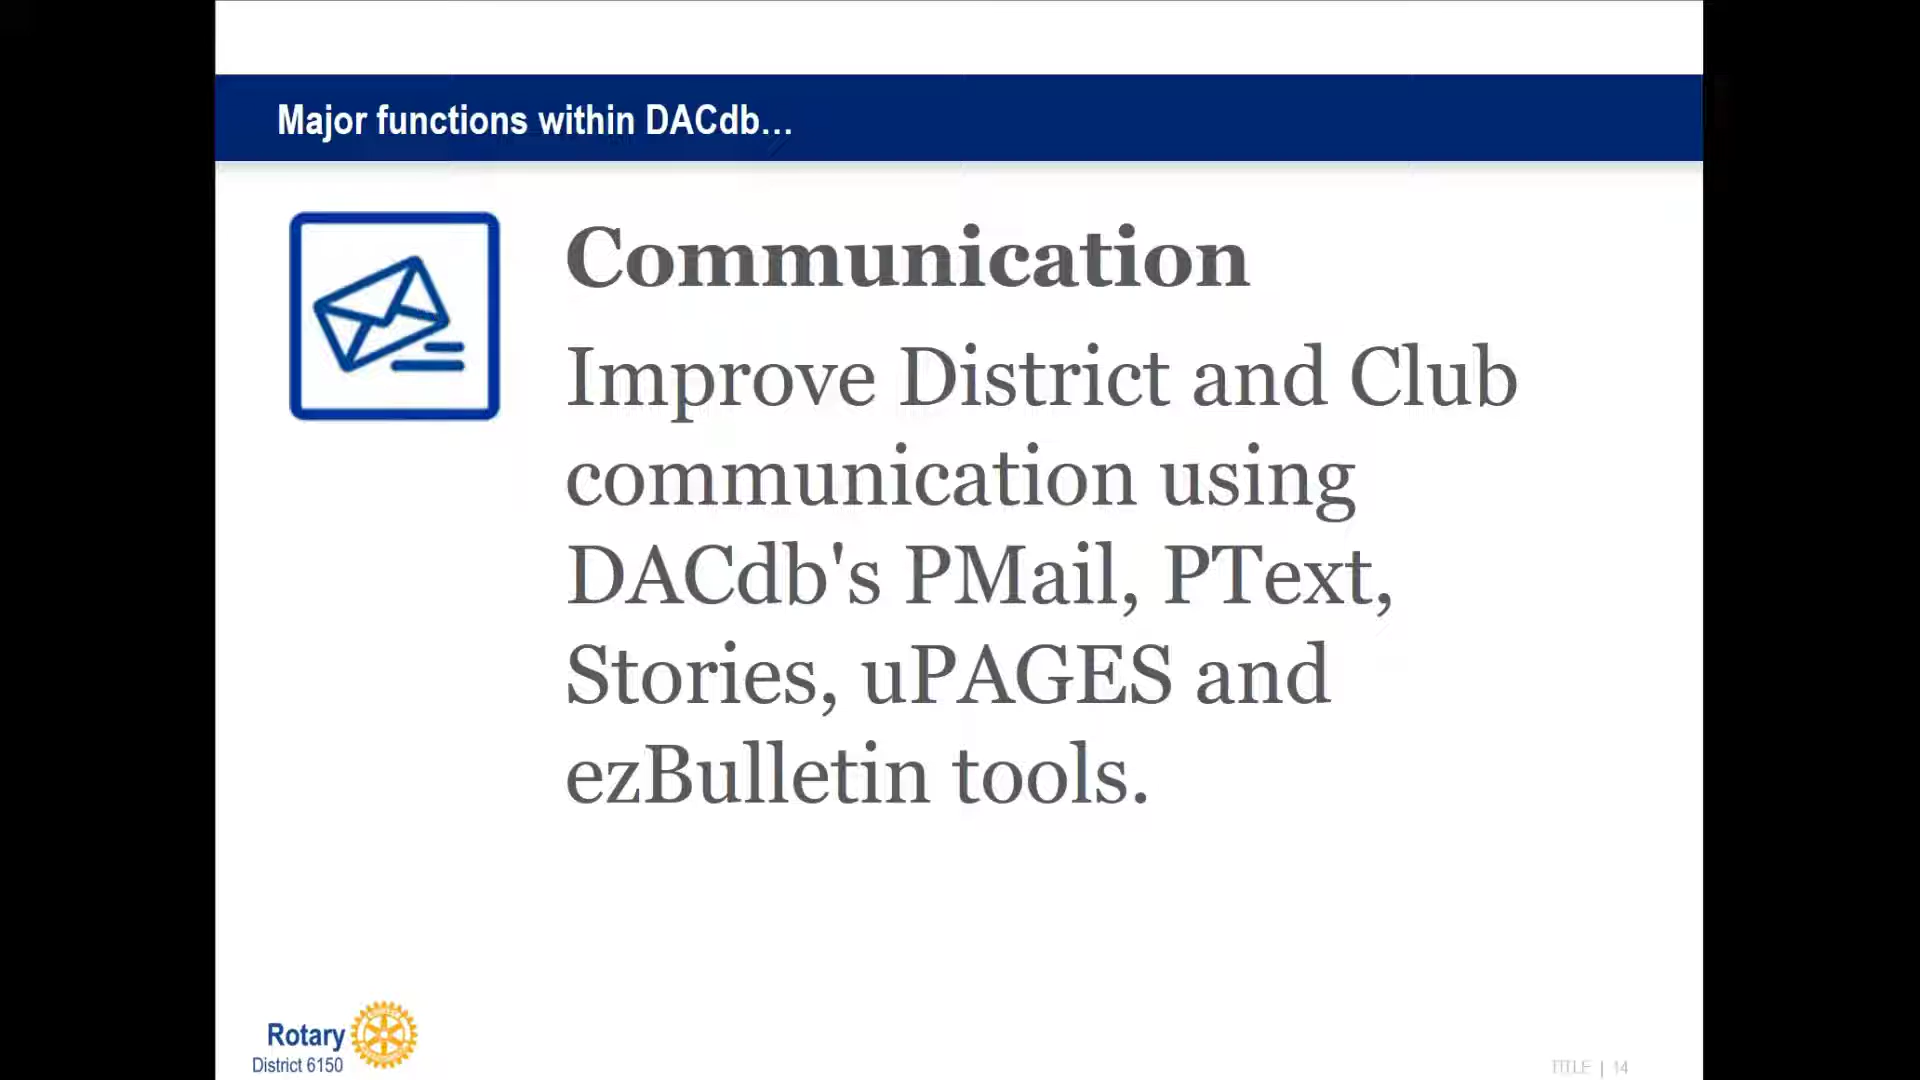 Major functions within DACdb...
Communication
Improve District and Club
communication using
DACdb's PMail, PText,
Stories, uPAGES and
ezBulletin tools.
Rotary
District 6150
TITLE | 14